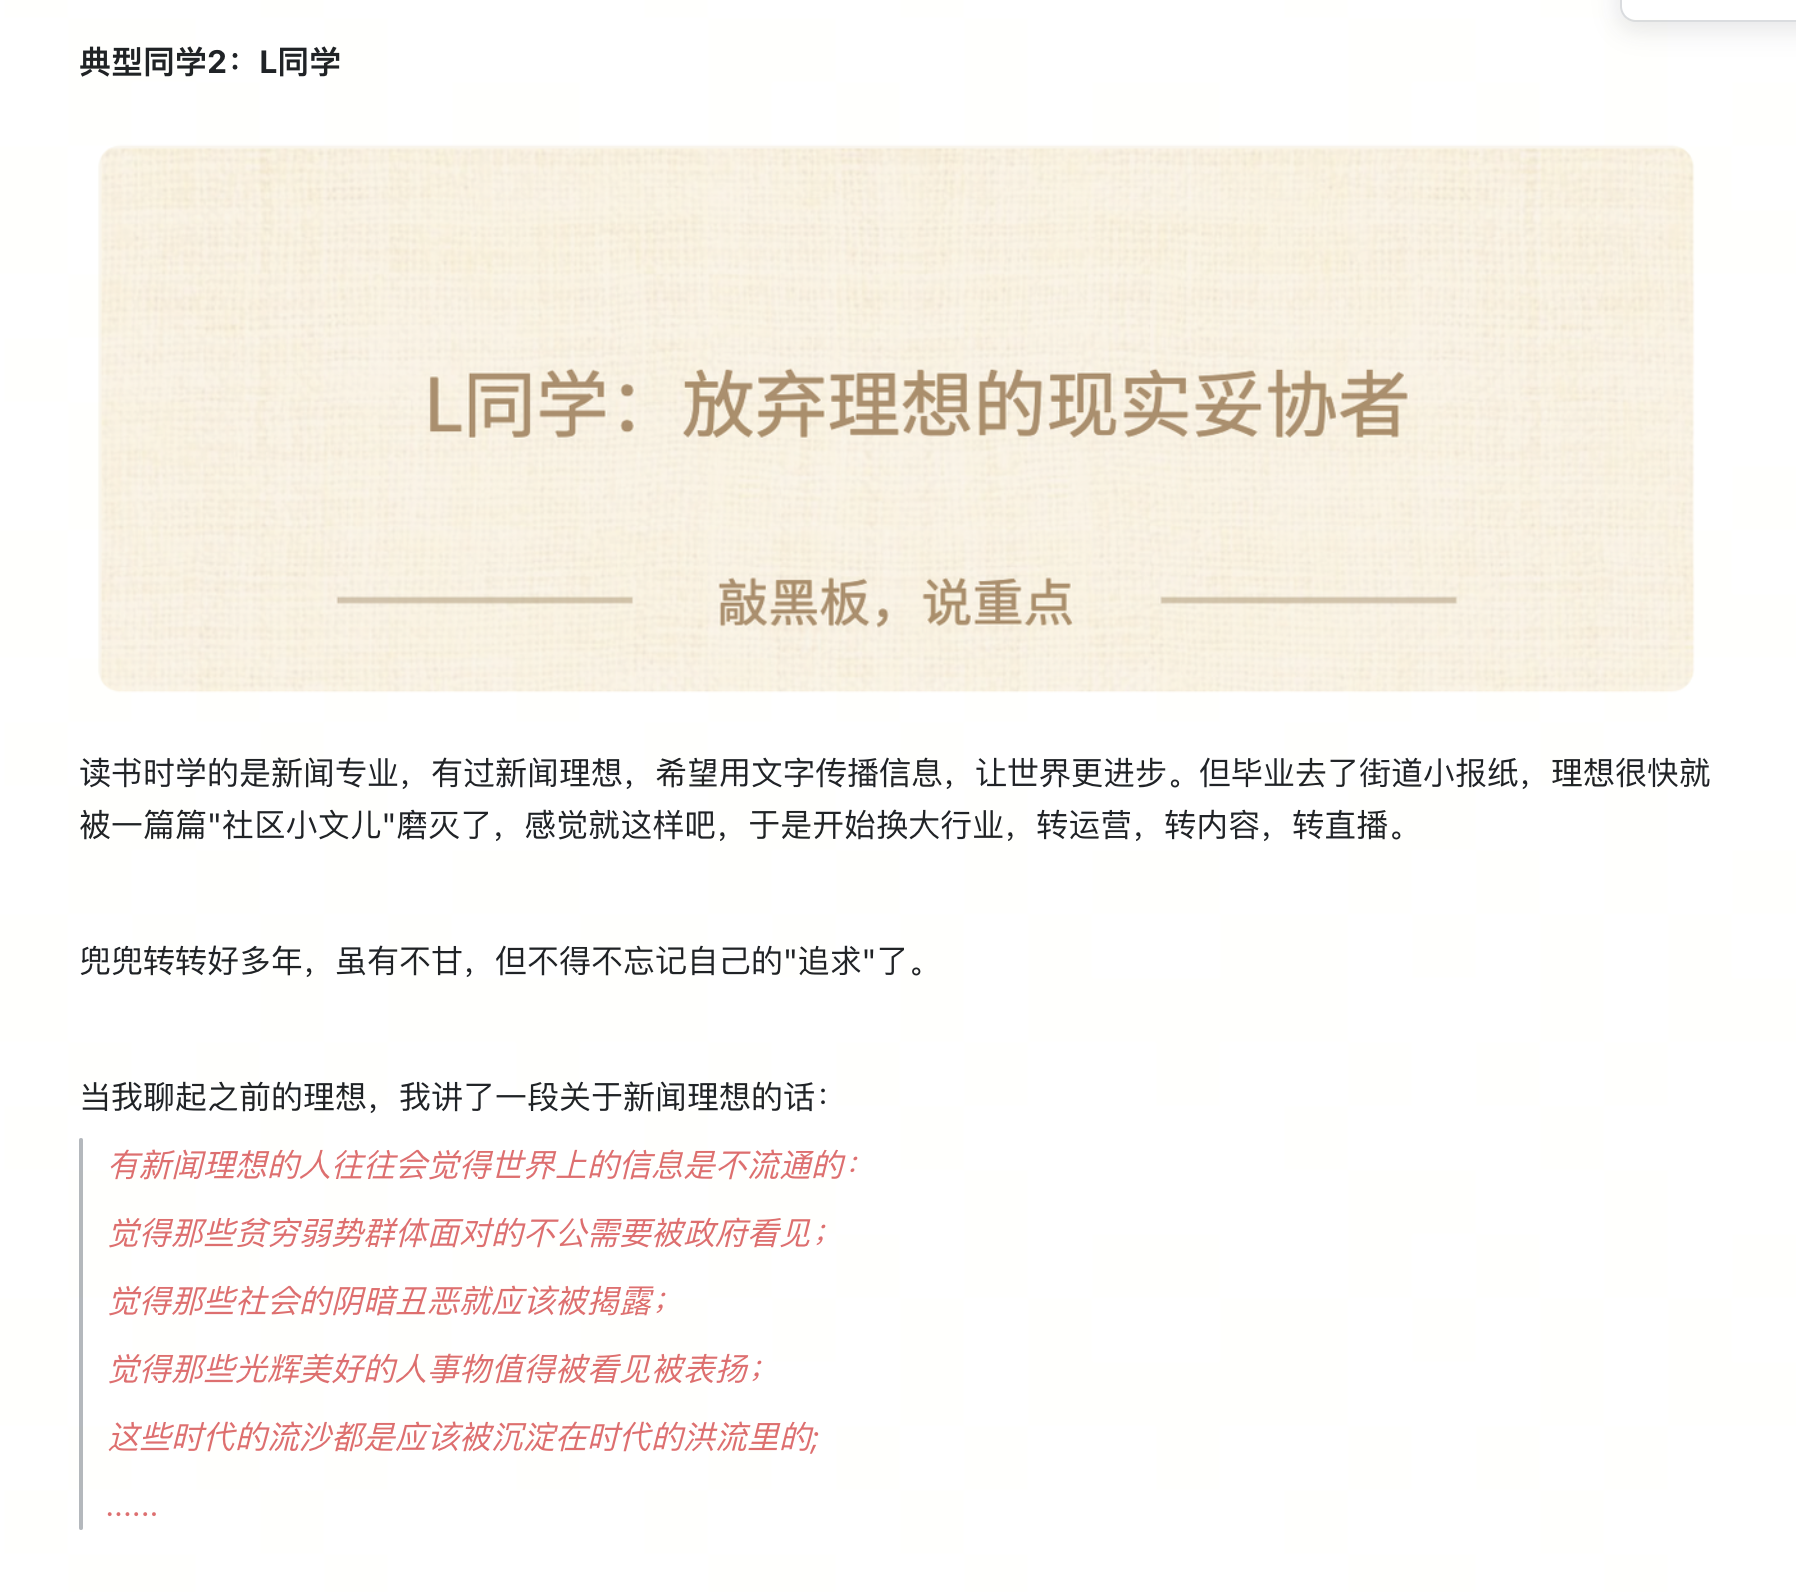 典型同学2：L同学
L同学：放弃理想的现实妥协者
敲黑板，说重点
读书时学的是新闻专业，有过新闻理想，希望用文字传播信息，让世界更进步。但毕业去了街道小报纸，理想很快就
被一篇篇"社区小文儿"磨灭了，感觉就这样吧，于是开始换大行业，转运营，转内容，转直播。
兜兜转转好多年，虽有不甘，但不得不忘记自己的"追求"了。
当我聊起之前的理想，我讲了一段关于新闻理想的话：
有新闻理想的人往往会觉得世界上的信息是不流通的：
觉得那些贫穷弱势群体面对的不公需要被政府看见；
觉得那些社会的阴暗丑恶就应该被揭露；
觉得那些光辉美好的人事物值得被看见被表扬；
这些时代的流沙都是应该被沉淀在时代的洪流里的;
......